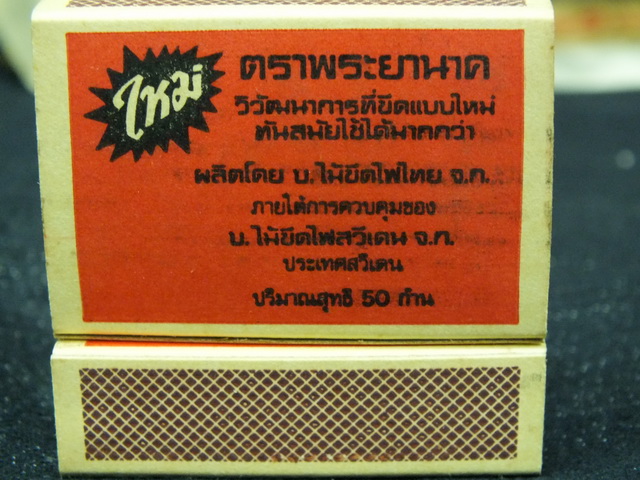 ใหม่
ตราพระยานาค
วิวัฒนาการที่ขีดแบบใหม่
ทันสมัยใช้ได้มากกว่า
ผลิตโดย บ.ไม้ขีดไฟไทย จ.ก.
ภายใต้การควบคุมของ
บ.ไม้ขีดไฟสวีเดน จ.ก.
ประเทศสวีเดน
ปริมาณสุทธิ 50 ก้าน